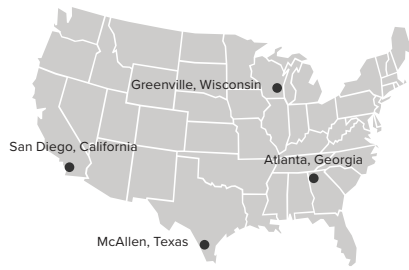 Greenville, Wisconsin
San Diego, California
Atlanta, Georgia
McAllen, Texas